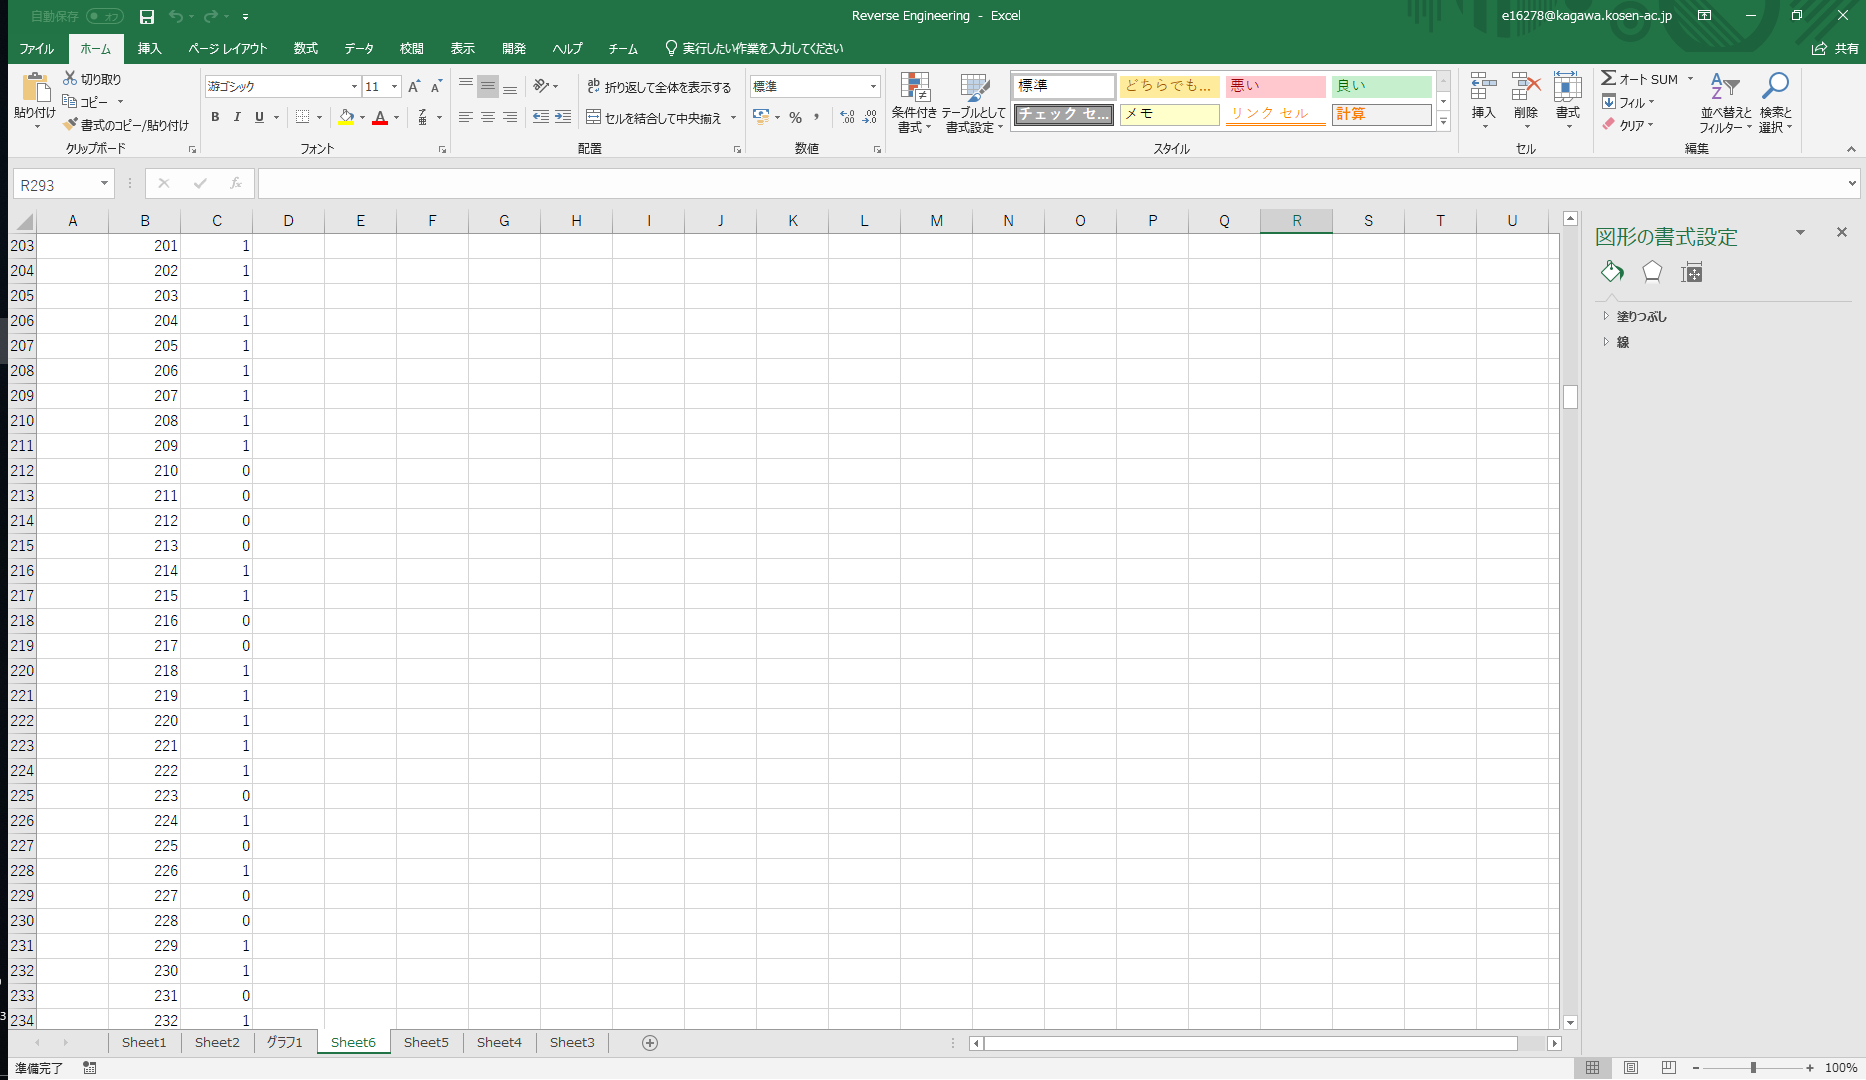 自動保存 オフ
Reverse Engineering - Excel
e16278@kagawa.kosen-ac.jp
ファイル ホーム 挿入 ページ レイアウト 数式 データ 校閲 表示 開発 ヘルプ チーム 実行したい作業を入力してください 共有
貼り付け
切り取り
コピー
書式のコピー/貼り付け
クリップボード
游ゴシック 11
B I U A
フォント
折り返して全体を表示する
セルを結合して中央揃え
配置
標準
% ,
数値
条件付き書式
テーブルとして書式設定
標準 どちらでも... 悪い 良い
チェック セ... メモ リンク セル 計算
スタイル
挿入 削除 書式
セル
オート SUM
フィル
クリア
並べ替えとフィルター
検索と選択
編集
R293
fx
A B C D E F G H I J K L M N O P Q R S T U
203 201 1
204 202 1
205 203 1
206 204 1
207 205 1
208 206 1
209 207 1
210 208 1
211 209 1
212 210 0
213 211 0
214 212 0
215 213 0
216 214 1
217 215 1
218 216 0
219 217 0
220 218 1
221 219 1
222 220 1
223 221 1
224 222 1
225 223 0
226 224 1
227 225 0
228 226 1
229 227 0
230 228 0
231 229 1
232 230 1
233 231 0
234 232 1
図形の書式設定
塗りつぶし
線
Sheet1 Sheet2 グラフ1 Sheet6 Sheet5 Sheet4 Sheet3
準備完了
100%